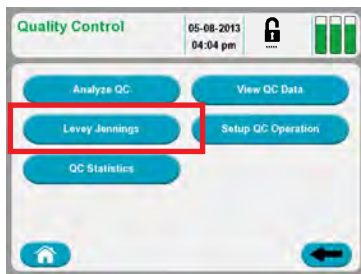 Quality Control
05-08-2013
04:04 pm
Analyze QC
View QC Data
Levey Jennings
Setup QC Operation
QC Statistics